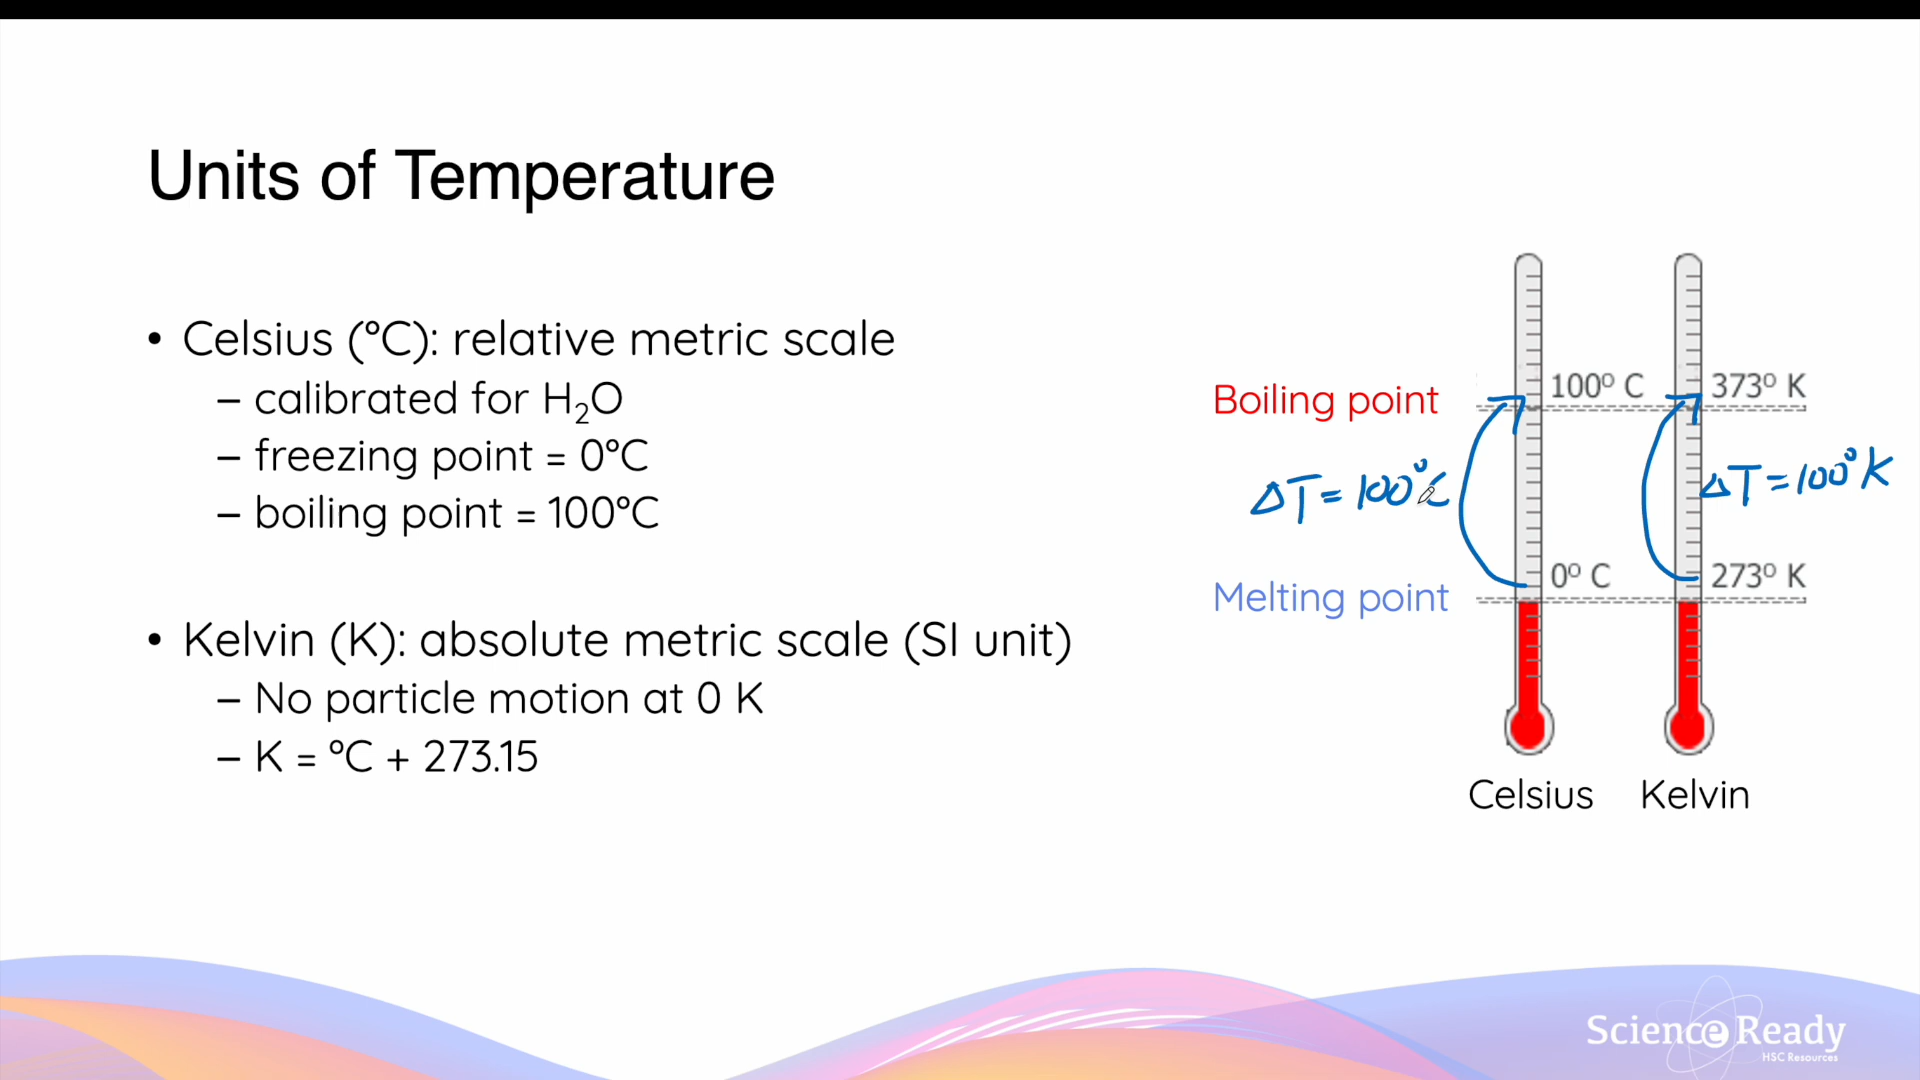 Units of Temperature
• Celsius (°C): relative metric scale
– calibrated for H₂O
– freezing point = 0°C
– boiling point = 100°C
• Kelvin (K): absolute metric scale (SI unit)
– No particle motion at 0 K
– K = °C + 273.15
Boiling point
100º C
373º K
ΔT = 100°C
ΔT = 100°K
Melting point
0º C
273º K
Celsius
Kelvin
Science Ready
HSC Resources